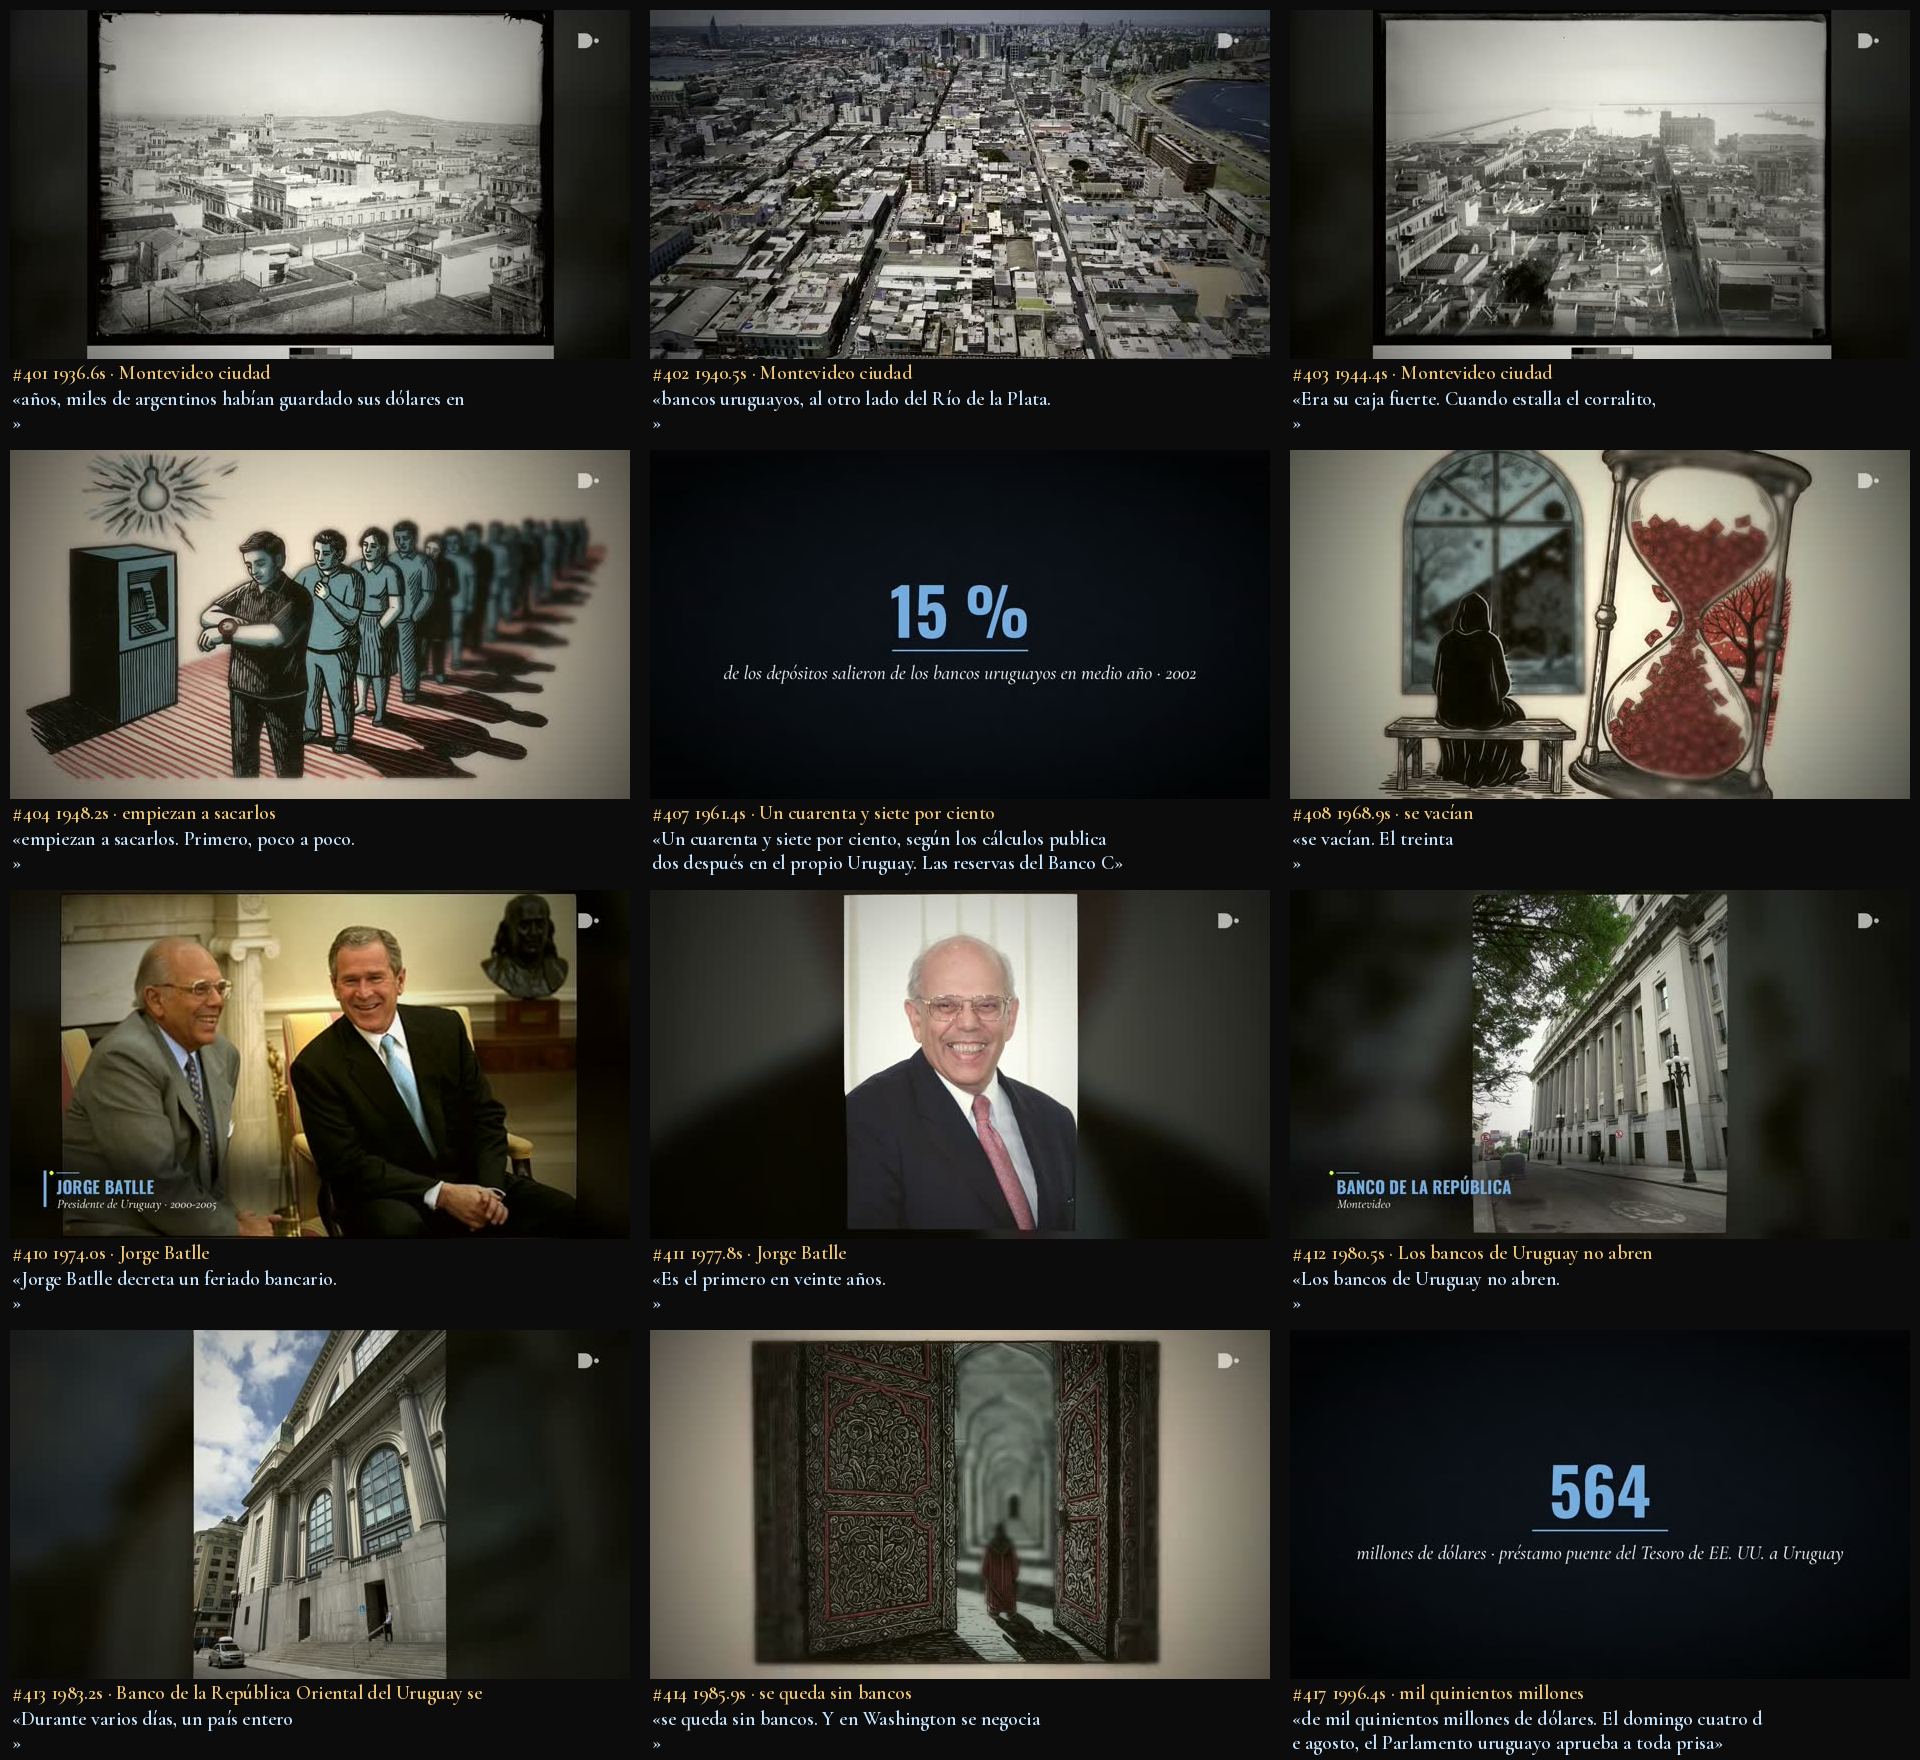 #401 1936.6s · Montevideo ciudad
«años, miles de argentinos habían guardado sus dólares en
»
#402 1940.5s · Montevideo ciudad
«bancos uruguayos, al otro lado del Río de la Plata.
»
#403 1944.4s · Montevideo ciudad
«Era su caja fuerte. Cuando estalla el corralito,
»
#404 1948.2s · empiezan a sacarlos
«empiezan a sacarlos. Primero, poco a poco.
»
15 %
de los depósitos salieron de los bancos uruguayos en medio año · 2002
#407 1961.4s · Un cuarenta y siete por ciento
«Un cuarenta y siete por ciento, según los cálculos publica
dos después en el propio Uruguay. Las reservas del Banco C»
#408 1968.9s · se vacían
«se vacían. El treinta
»
JORGE BATLLE
Presidente de Uruguay · 2000-2005
#410 1974.0s · Jorge Batlle
«Jorge Batlle decreta un feriado bancario.
»
#411 1977.8s · Jorge Batlle
«Es el primero en veinte años.
»
BANCO DE LA REPÚBLICA
Montevideo
#412 1980.5s · Los bancos de Uruguay no abren
«Los bancos de Uruguay no abren.
»
#413 1983.2s · Banco de la República Oriental del Uruguay se
«Durante varios días, un país entero
»
#414 1985.9s · se queda sin bancos
«se queda sin bancos. Y en Washington se negocia
»
564
millones de dólares · préstamo puente del Tesoro de EE. UU. a Uruguay
#417 1996.4s · mil quinientos millones
«de mil quinientos millones de dólares. El domingo cuatro d
e agosto, el Parlamento uruguayo aprueba a toda prisa»